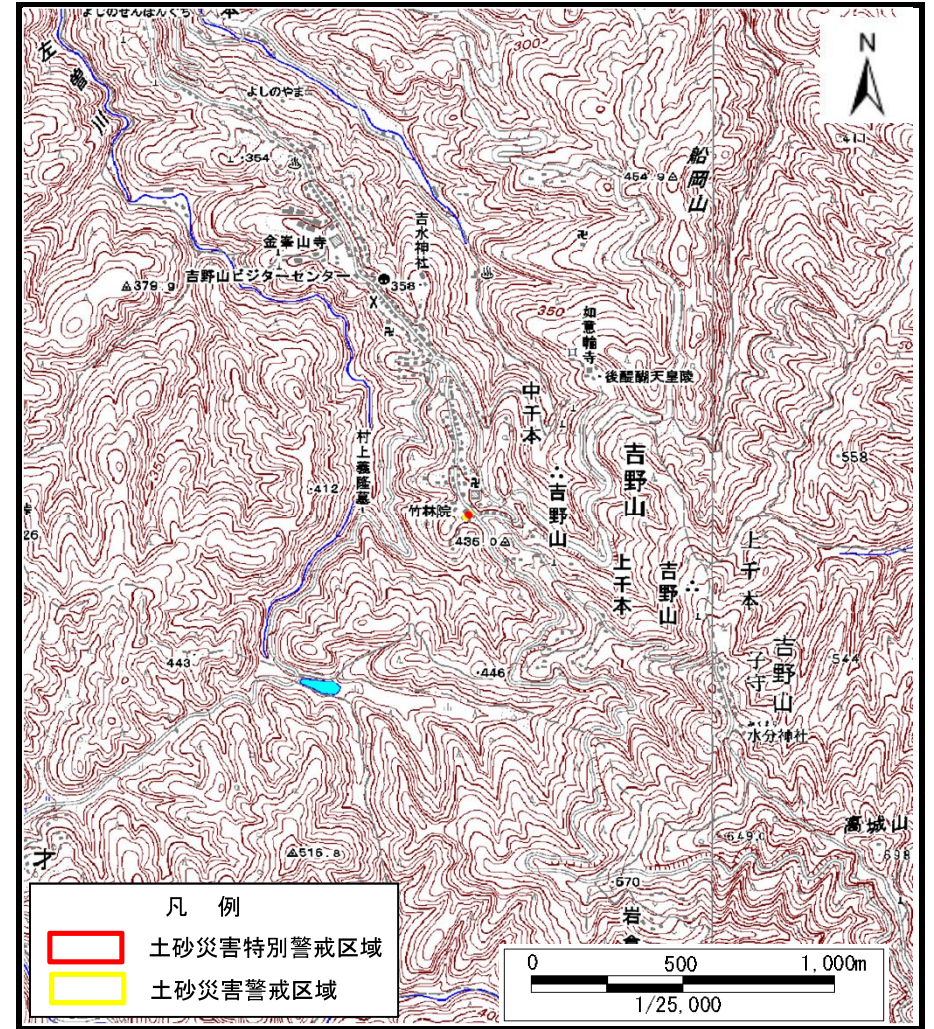 よしのせんぼんぐち
本
左曽川
300
N
よしのやま
411
354
船岡山
454.9
吉水神社
金峯山寺
吉野山ビジターセンター
358
379.9
350
如意輪寺
後醍醐天皇陵
中千本
村上義隆墓
吉野山
558
412
吉野山
竹林院
26
436.0
上千本
吉野山
上千本
443
446
吉野山
子守
544
水分神社
高城山
649.0
698
才
516.8
570
岩
凡 例
土砂災害特別警戒区域
土砂災害警戒区域
0 500 1,000m
1/25,000